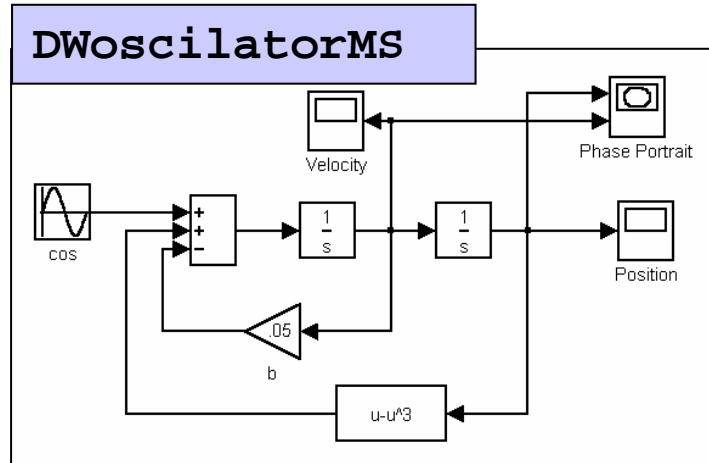 DWoscilatorMS
Velocity
Phase Portrait
cos
+
+
−
1
s
1
s
Position
.05
b
u-u^3